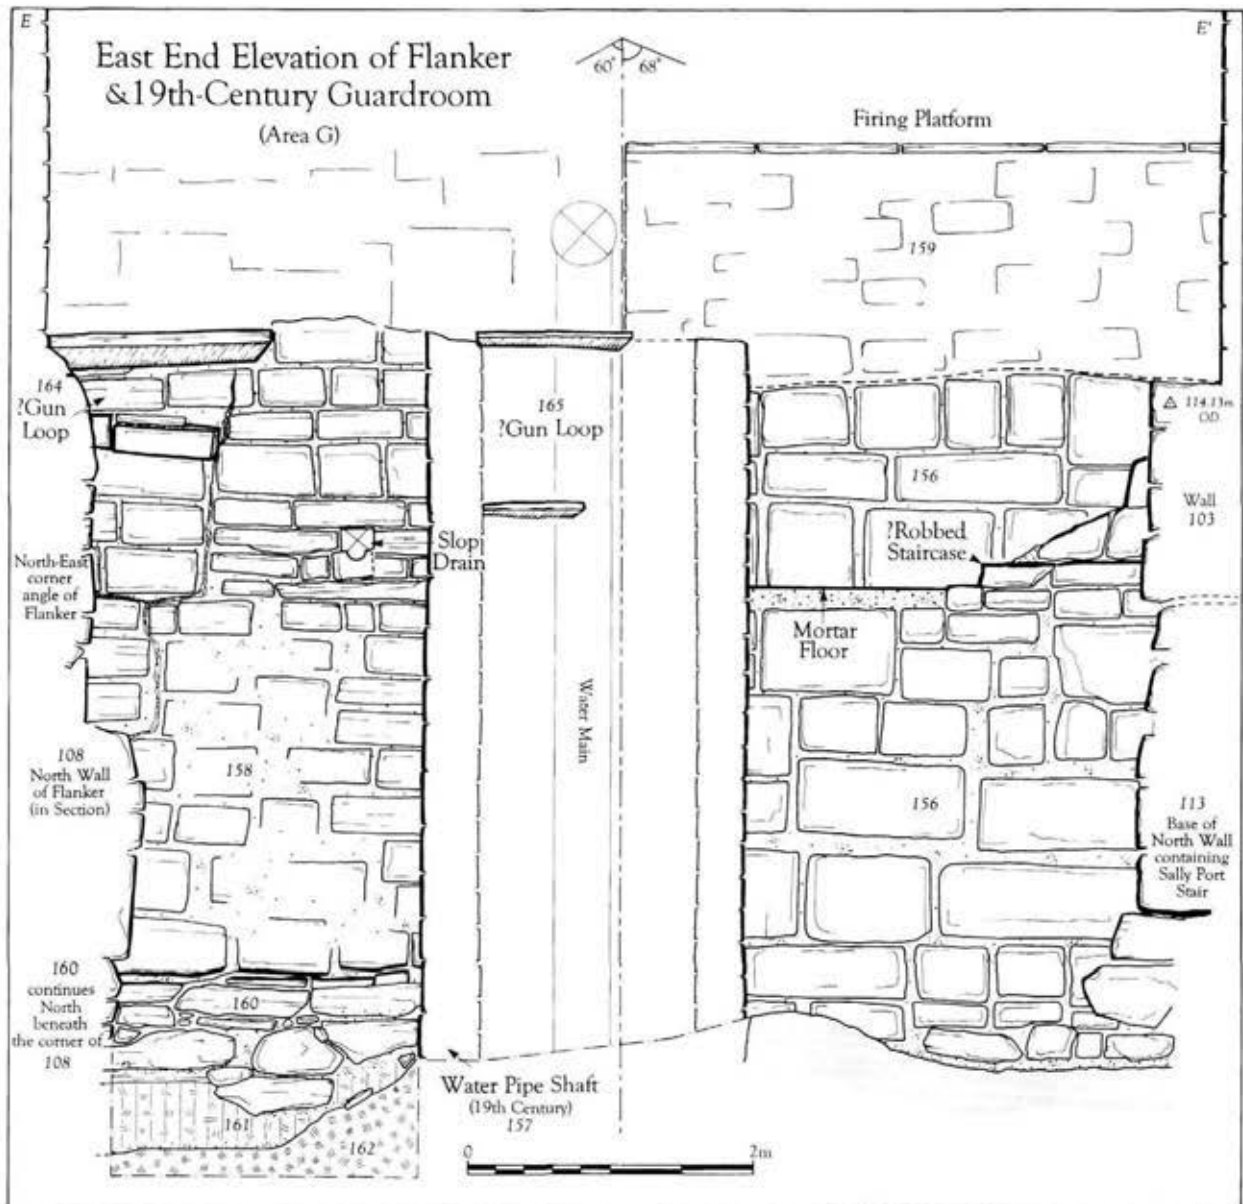 E
E'
East End Elevation of Flanker
&19th-Century Guardroom
(Area G)
60° 68°
Firing Platform
159
164
?Gun
Loop
165
?Gun Loop
114.13m
O.D.
156
Wall
103
?Robbed
Staircase
Slop
Drain
North-East
corner
angle of
Flanker
Mortar
Floor
Water Main
108
North Wall
of Flanker
(in Section)
158
156
113
Base of
North Wall
containing
Sally Port
Stair
160
continues
North
beneath
the corner of
108
160
Water Pipe Shaft
(19th Century)
157
161
162
0 2m